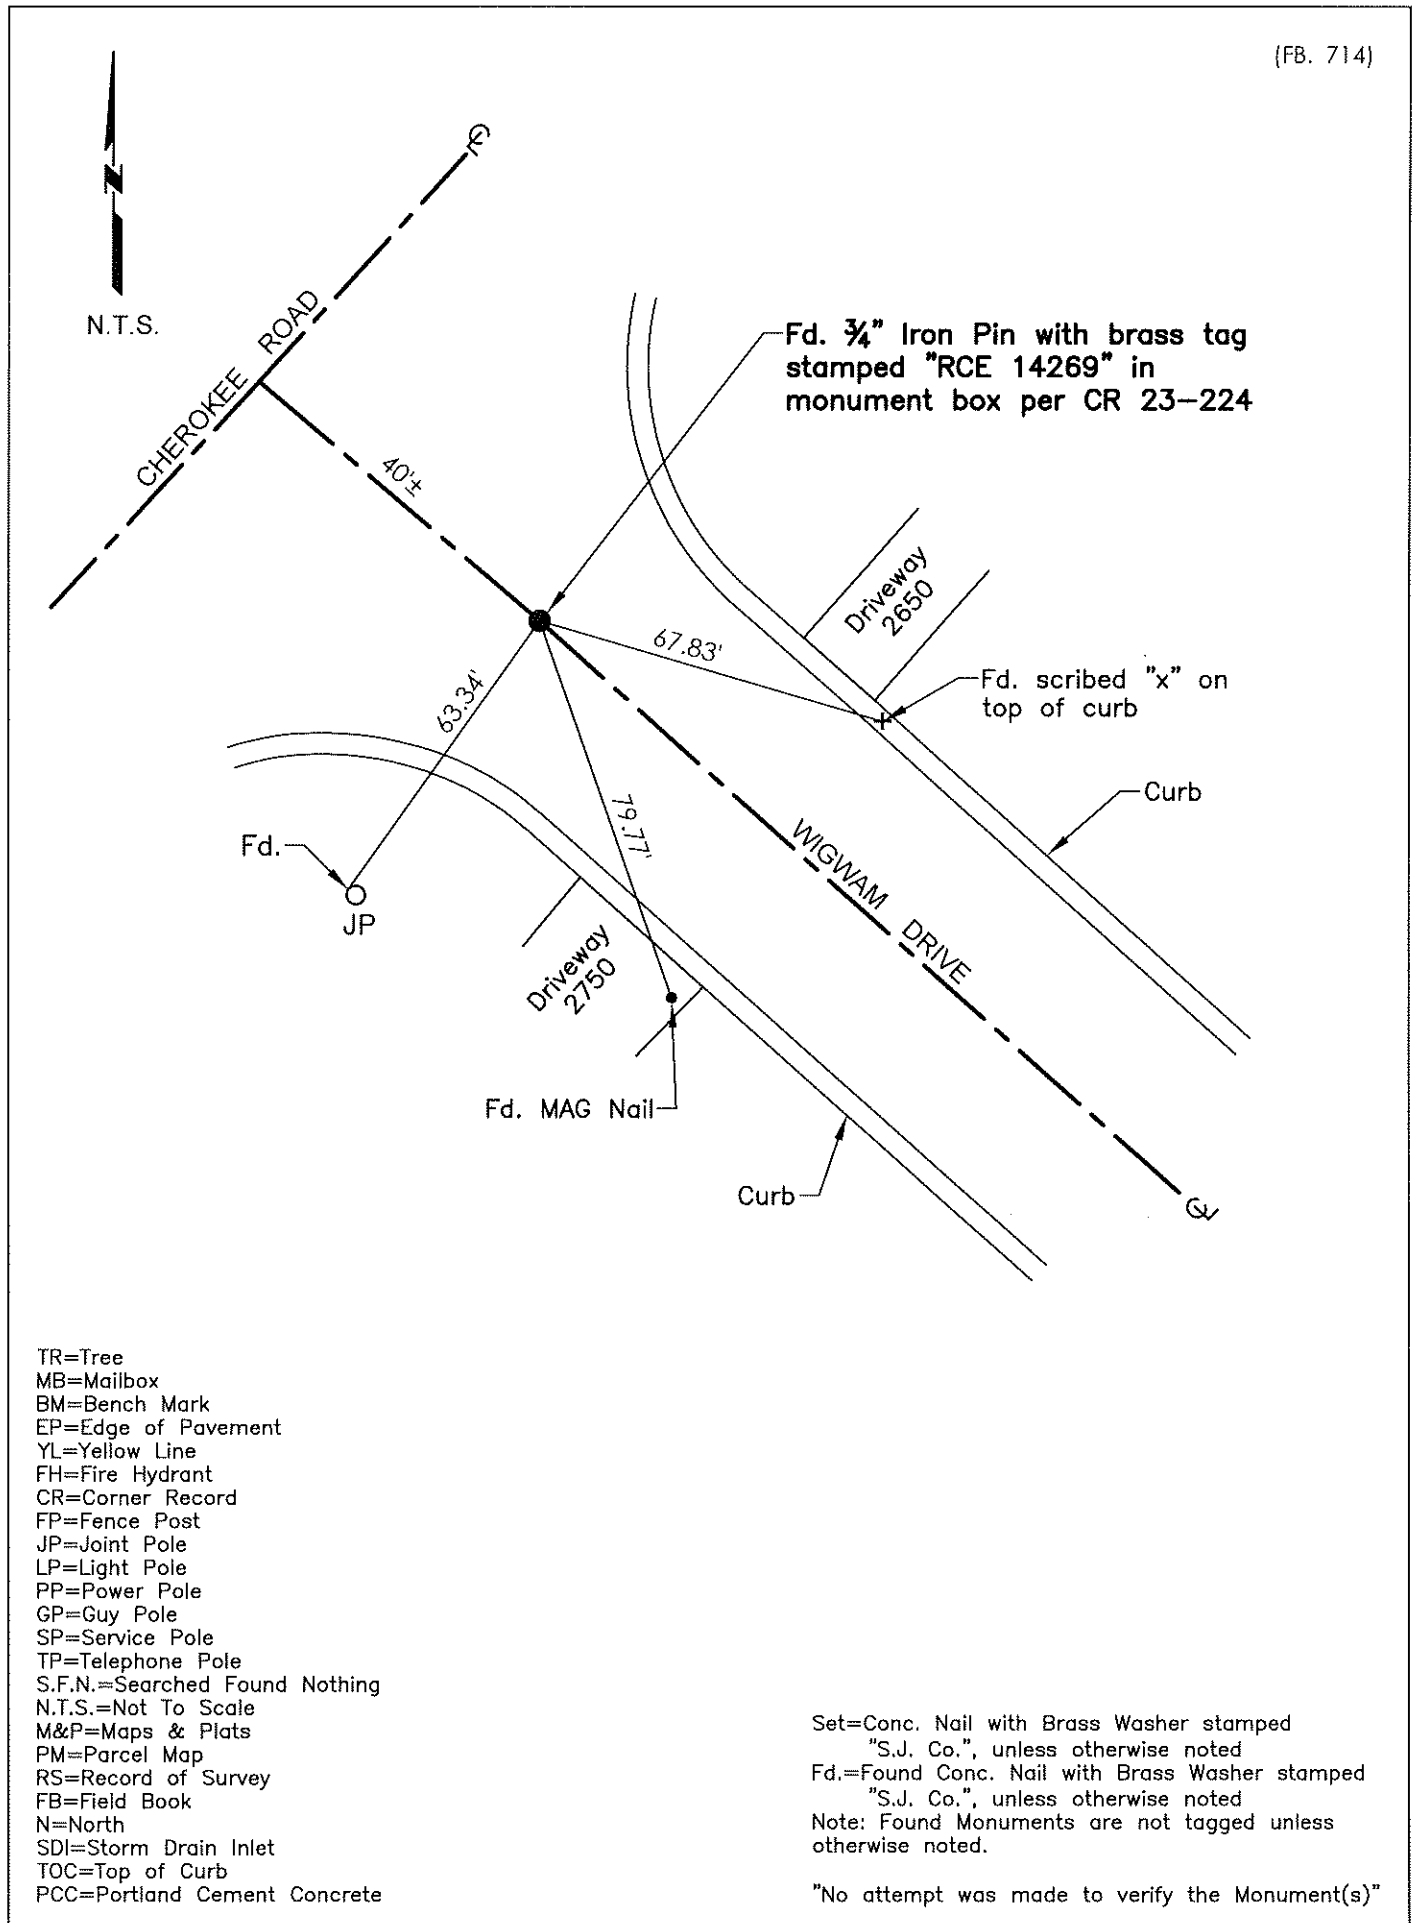 (FB. 714)
N
N.T.S.
℄
CHEROKEE ROAD
40'±
Fd. ¾" Iron Pin with brass tag
stamped "RCE 14269" in
monument box per CR 23-224
Driveway
2650
67.83'
63.34'
79.77'
Fd. scribed "x" on
top of curb
Curb
WIGWAM DRIVE
Fd.
JP
Driveway
2750
Fd. MAG Nail
Curb
℄
TR=Tree
MB=Mailbox
BM=Bench Mark
EP=Edge of Pavement
YL=Yellow Line
FH=Fire Hydrant
CR=Corner Record
FP=Fence Post
JP=Joint Pole
LP=Light Pole
PP=Power Pole
GP=Guy Pole
SP=Service Pole
TP=Telephone Pole
S.F.N.=Searched Found Nothing
N.T.S.=Not To Scale
M&P=Maps & Plats
PM=Parcel Map
RS=Record of Survey
FB=Field Book
N=North
SDI=Storm Drain Inlet
TOC=Top of Curb
PCC=Portland Cement Concrete
Set=Conc. Nail with Brass Washer stamped
"S.J. Co.", unless otherwise noted
Fd.=Found Conc. Nail with Brass Washer stamped
"S.J. Co.", unless otherwise noted
Note: Found Monuments are not tagged unless
otherwise noted.
"No attempt was made to verify the Monument(s)"